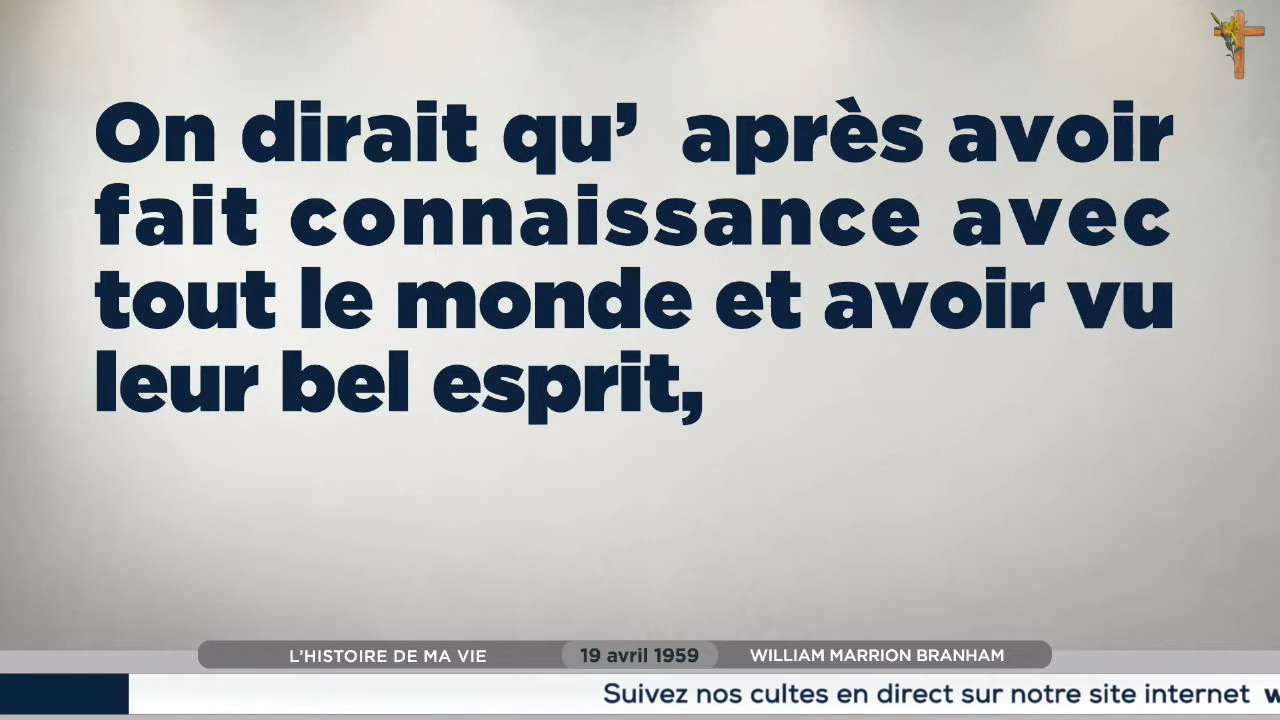 On dirait qu’ après avoir
fait connaissance avec
tout le monde et avoir vu
leur bel esprit,
L’HISTOIRE DE MA VIE 19 avril 1959 WILLIAM MARRION BRANHAM
Suivez nos cultes en direct sur notre site internet